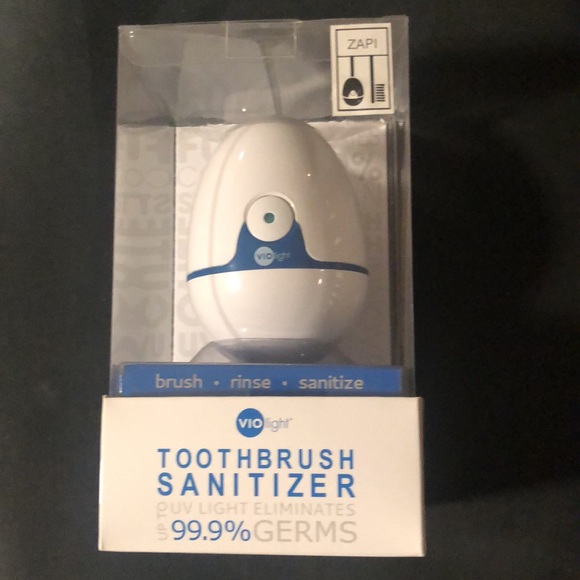 ZAPI
VIOlight
brush • rinse • sanitize
VIOlight
TOOTHBRUSH
SANITIZER
UV LIGHT ELIMINATES
UP TO 99.9% GERMS